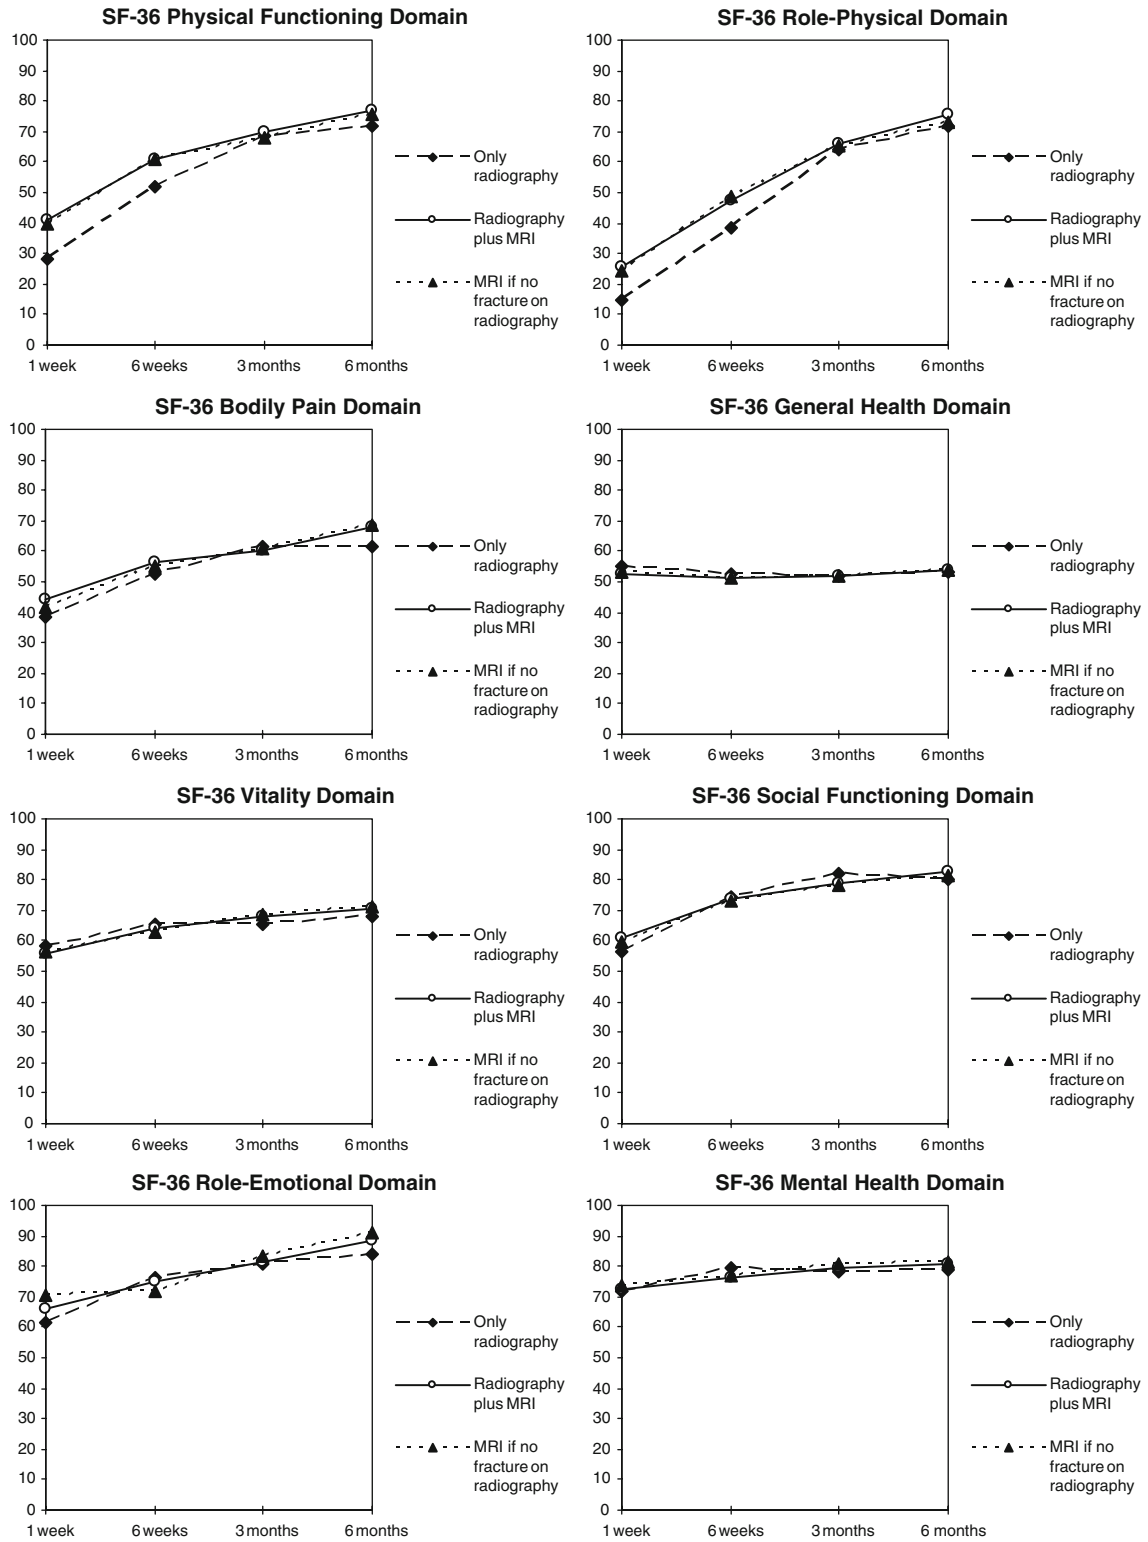 SF-36 Physical Functioning Domain
100
90
80
70
60
50
40
30
20
10
0
1 week 6 weeks 3 months 6 months
Only
radiography
Radiography
plus MRI
MRI if no
fracture on
radiography
SF-36 Role-Physical Domain
100
90
80
70
60
50
40
30
20
10
0
1 week 6 weeks 3 months 6 months
Only
radiography
Radiography
plus MRI
MRI if no
fracture on
radiography
SF-36 Bodily Pain Domain
100
90
80
70
60
50
40
30
20
10
0
1 week 6 weeks 3 months 6 months
Only
radiography
Radiography
plus MRI
MRI if no
fracture on
radiography
SF-36 General Health Domain
100
90
80
70
60
50
40
30
20
10
0
1 week 6 weeks 3 months 6 months
Only
radiography
Radiography
plus MRI
MRI if no
fracture on
radiography
SF-36 Vitality Domain
100
90
80
70
60
50
40
30
20
10
0
1 week 6 weeks 3 months 6 months
Only
radiography
Radiography
plus MRI
MRI if no
fracture on
radiography
SF-36 Social Functioning Domain
100
90
80
70
60
50
40
30
20
10
0
1 week 6 weeks 3 months 6 months
Only
radiography
Radiography
plus MRI
MRI if no
fracture on
radiography
SF-36 Role-Emotional Domain
100
90
80
70
60
50
40
30
20
10
0
1 week 6 weeks 3 months 6 months
Only
radiography
Radiography
plus MRI
MRI if no
fracture on
radiography
SF-36 Mental Health Domain
100
90
80
70
60
50
40
30
20
10
0
1 week 6 weeks 3 months 6 months
Only
radiography
Radiography
plus MRI
MRI if no
fracture on
radiography